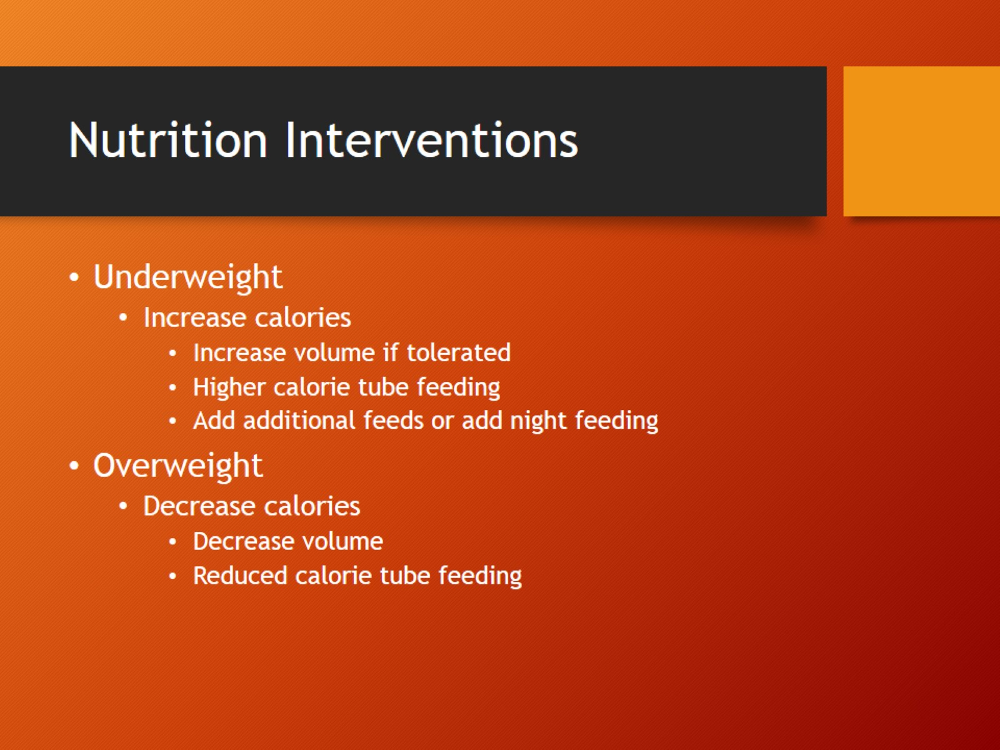 Nutrition Interventions
• Underweight
• Increase calories
• Increase volume if tolerated
• Higher calorie tube feeding
• Add additional feeds or add night feeding
• Overweight
• Decrease calories
• Decrease volume
• Reduced calorie tube feeding